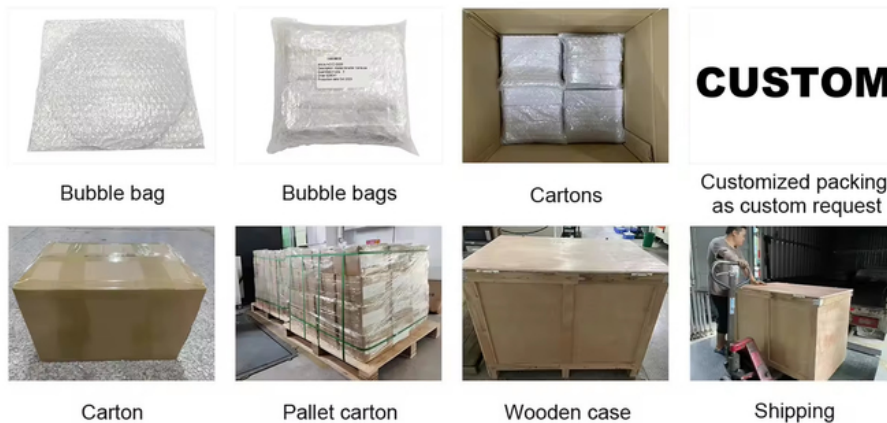 CUSTOM
Bubble bag
Bubble bags
Cartons
Customized packing
as custom request
Carton
Pallet carton
Wooden case
Shipping